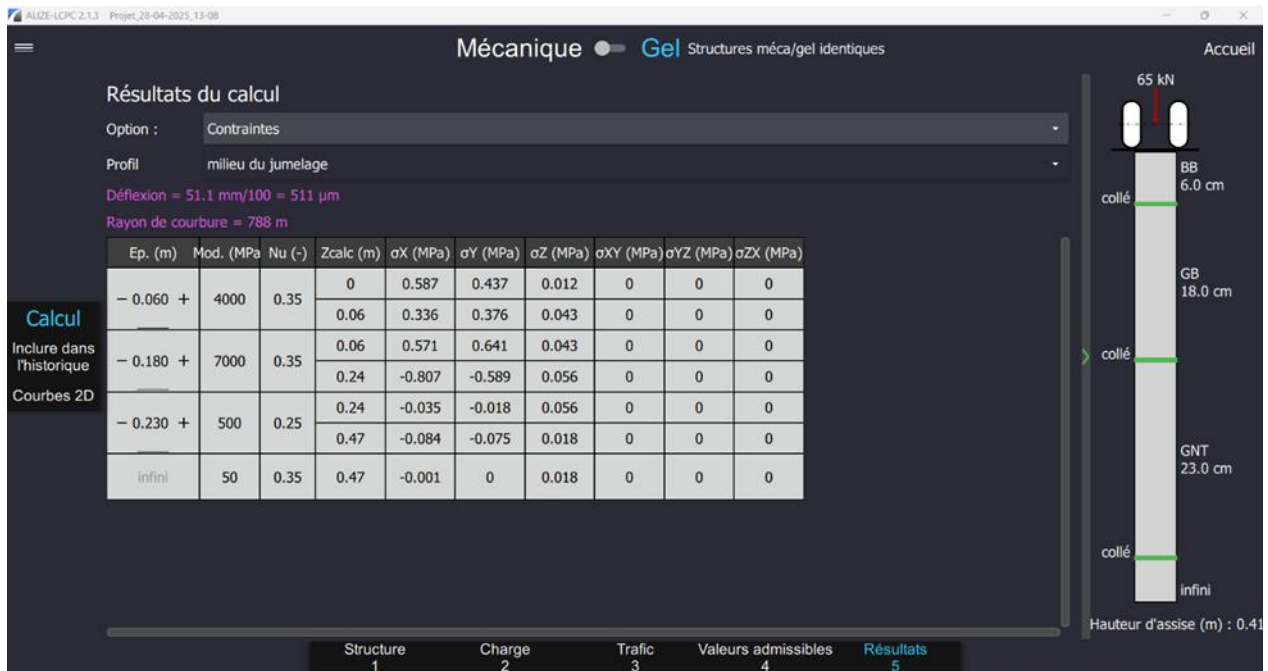 ALIZE-LCPC 2.1.3 Projet_28-04-2025_13-08
Mécanique Gel Structures méca/gel identiques
Accueil
Résultats du calcul
Option : Contraintes
Profil milieu du jumelage
Déflexion = 51.1 mm/100 = 511 µm
Rayon de courbure = 788 m
Ep. (m) Mod. (MPa Nu (-) Zcalc (m) σX (MPa) σY (MPa) σZ (MPa) σXY (MPa) σYZ (MPa) σZX (MPa)
− 0.060 + 4000 0.35 0 0.587 0.437 0.012 0 0 0
0.06 0.336 0.376 0.043 0 0 0
− 0.180 + 7000 0.35 0.06 0.571 0.641 0.043 0 0 0
0.24 -0.807 -0.589 0.056 0 0 0
− 0.230 + 500 0.25 0.24 -0.035 -0.018 0.056 0 0 0
0.47 -0.084 -0.075 0.018 0 0 0
infini 50 0.35 0.47 -0.001 0 0.018 0 0 0
Calcul
Inclure dans
l'historique
Courbes 2D
65 kN
BB
6.0 cm
collé
GB
18.0 cm
collé
GNT
23.0 cm
collé
infini
Hauteur d'assise (m) : 0.41
Structure Charge Trafic Valeurs admissibles Résultats
1 2 3 4 5